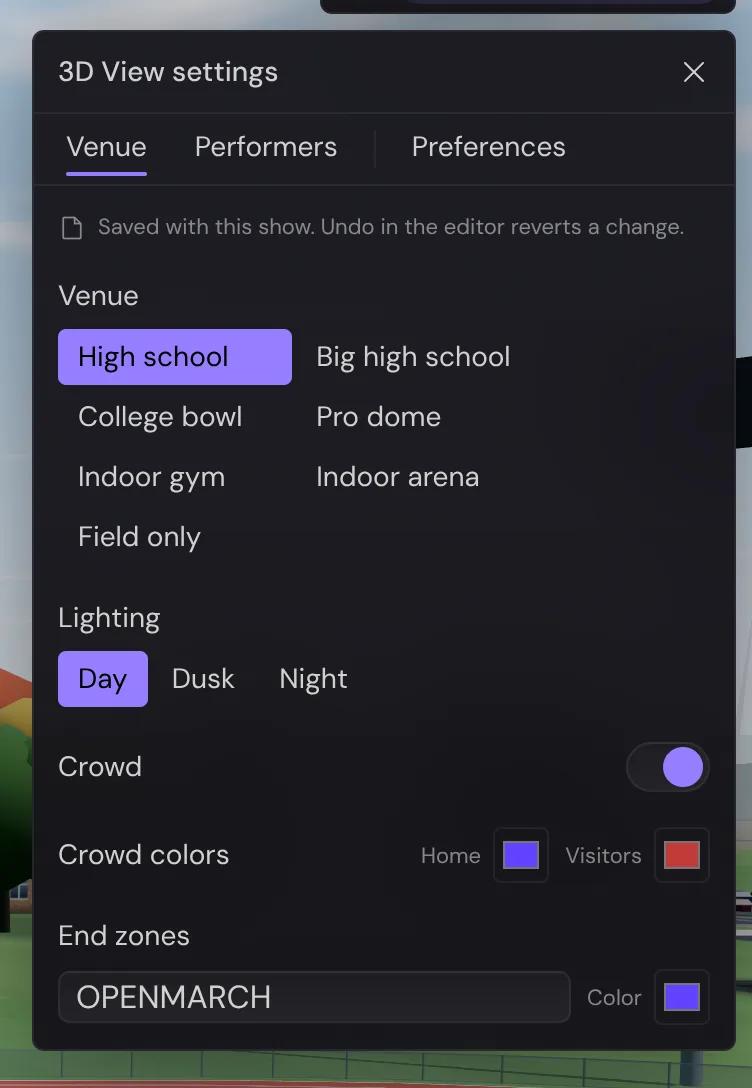 3D View settings
Venue Performers Preferences
Saved with this show. Undo in the editor reverts a change.
Venue
High school Big high school
College bowl Pro dome
Indoor gym Indoor arena
Field only
Lighting
Day Dusk Night
Crowd
Crowd colors Home Visitors
End zones
OPENMARCH Color